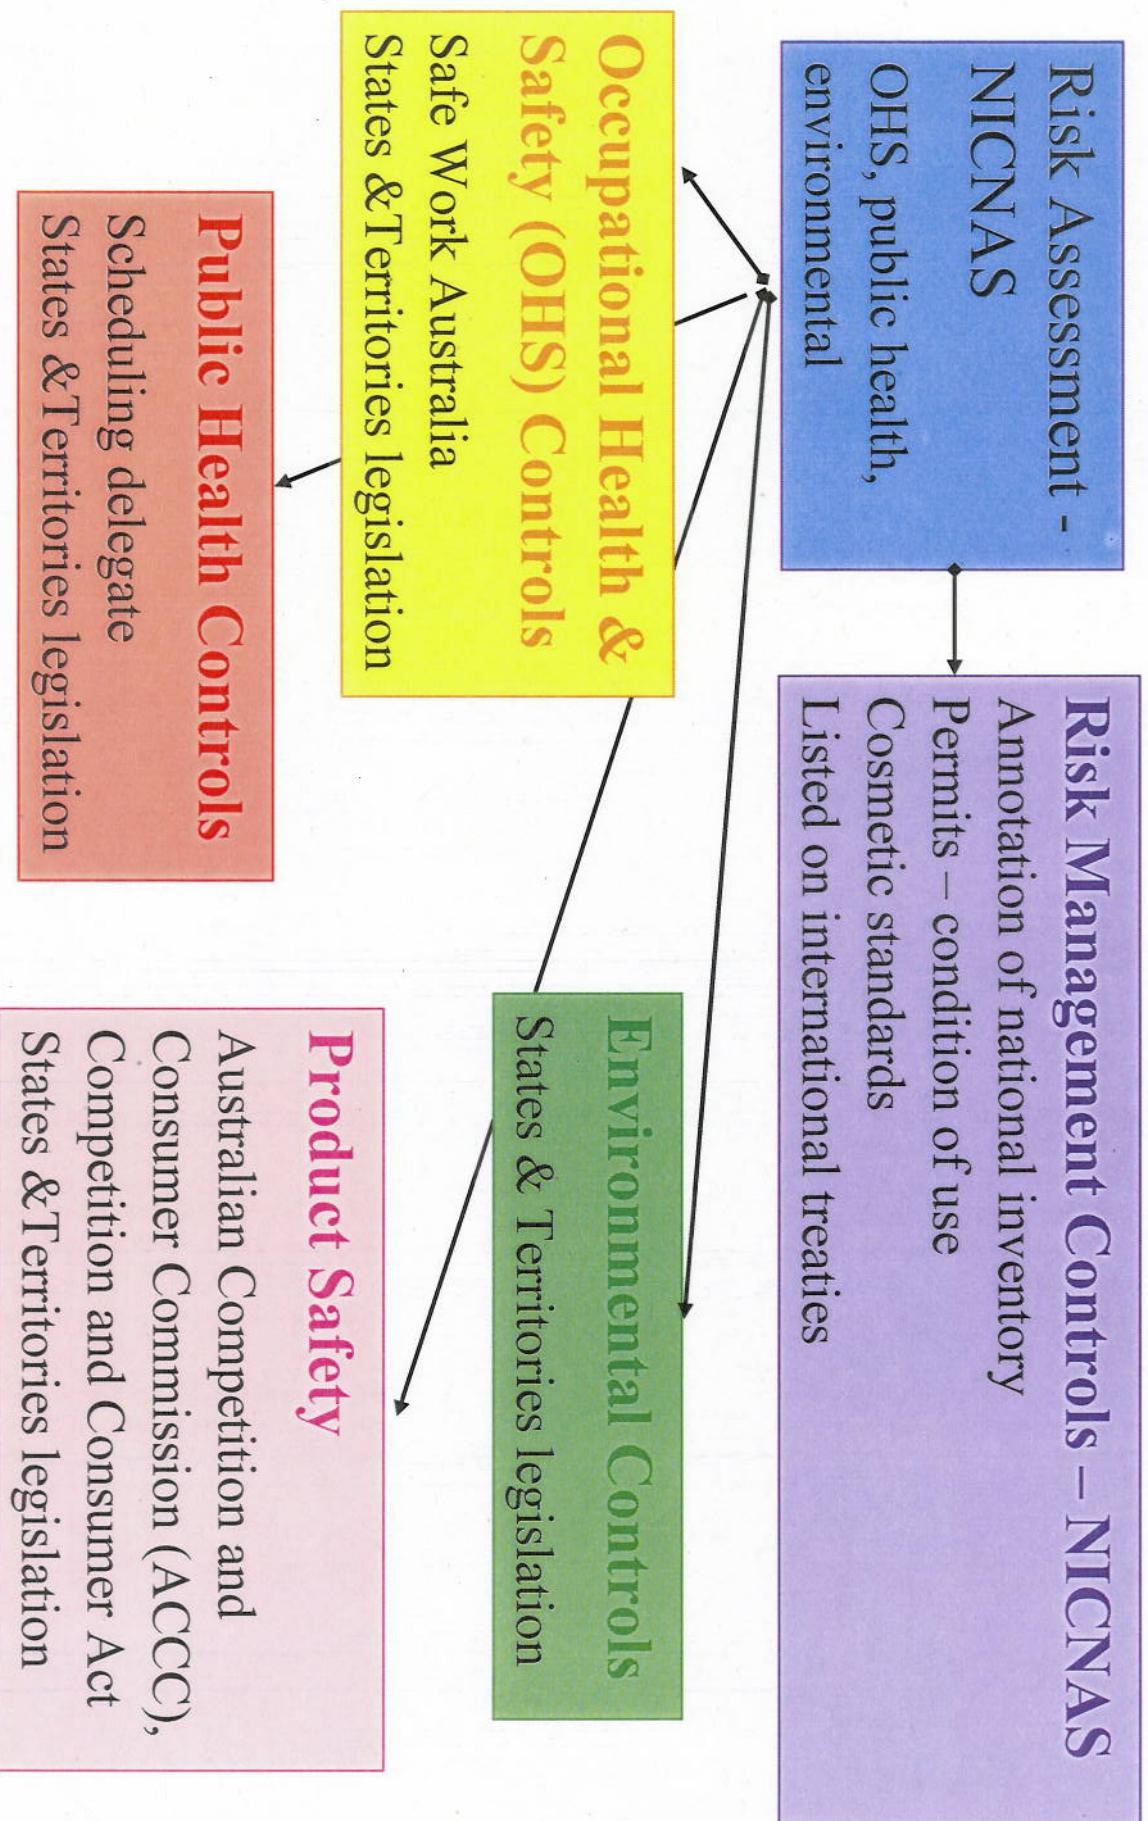 Risk Assessment -
NICNAS
OHS, public health,
environmental
Risk Management Controls – NICNAS
Annotation of national inventory
Permits – condition of use
Cosmetic standards
Listed on international treaties
Occupational Health &
Safety (OHS) Controls
Safe Work Australia
States &Territories legislation
Environmental Controls
States & Territories legislation
Public Health Controls
Scheduling delegate
States &Territories legislation
Product Safety
Australian Competition and
Consumer Commission (ACCC),
Competition and Consumer Act
States &Territories legislation